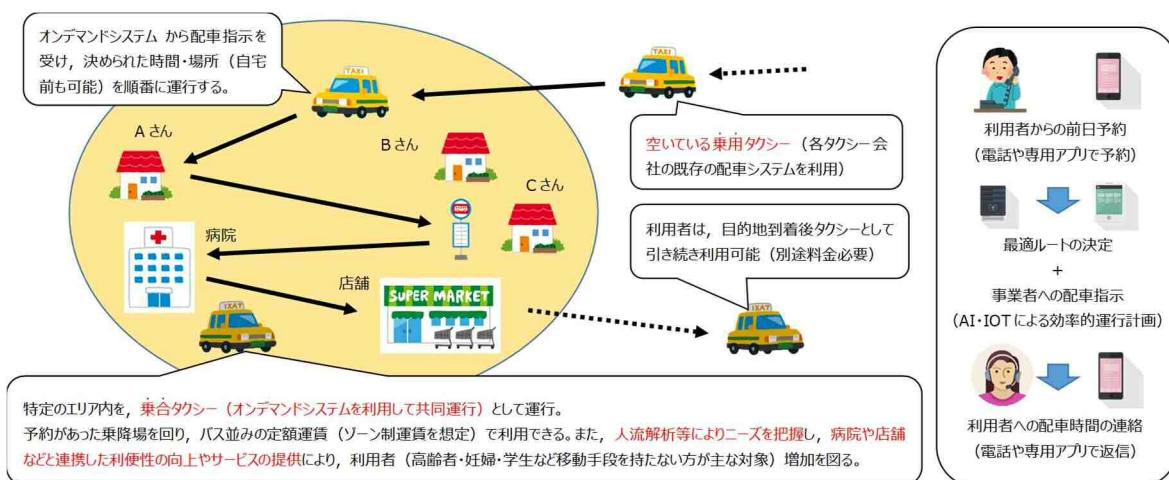 オンデマンドシステム から配車指示を
受け，決められた時間・場所（自宅
前も可能）を順番に運行する。
TAXI
TAXI
Aさん
Bさん
Cさん
空いている乗用タクシー（各タクシー会
社の既存の配車システムを利用）
利用者は，目的地到着後タクシーとして
引き続き利用可能（別途料金必要）
病院
店舗
SUPER MARKET
IXAT
IXAT
特定のエリア内を，乗合タクシー（オンデマンドシステムを利用して共同運行）として運行。
予約があった乗降場を回り，バス並みの定額運賃（ゾーン制運賃を想定）で利用できる。また，人流解析等によりニーズを把握し，病院や店舗
などと連携した利便性の向上やサービスの提供により，利用者（高齢者・妊婦・学生など移動手段を持たない方が主な対象）増加を図る。
利用者からの前日予約
（電話や専用アプリで予約）
最適ルートの決定
+
事業者への配車指示
（AI・IOTによる効率的運行計画）
利用者への配車時間の連絡
（電話や専用アプリで返信）